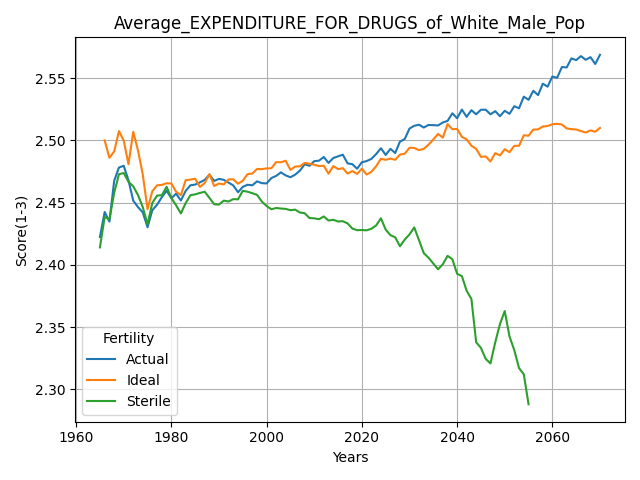 Average_EXPENDITURE_FOR_DRUGS_of_White_Male_Pop
Score(1-3)
2.55
2.50
2.45
2.40
2.35
2.30
Fertility
Actual
Ideal
Sterile
1960 1980 2000 2020 2040 2060
Years